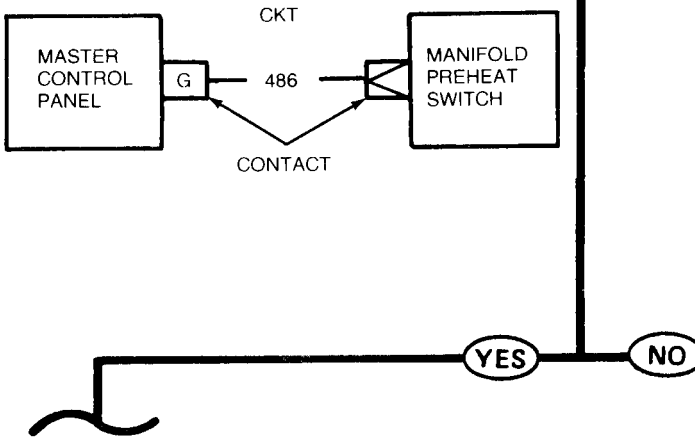 CKT
MASTER
CONTROL
PANEL
G
486
MANIFOLD
PREHEAT
SWITCH
CONTACT
YES
NO